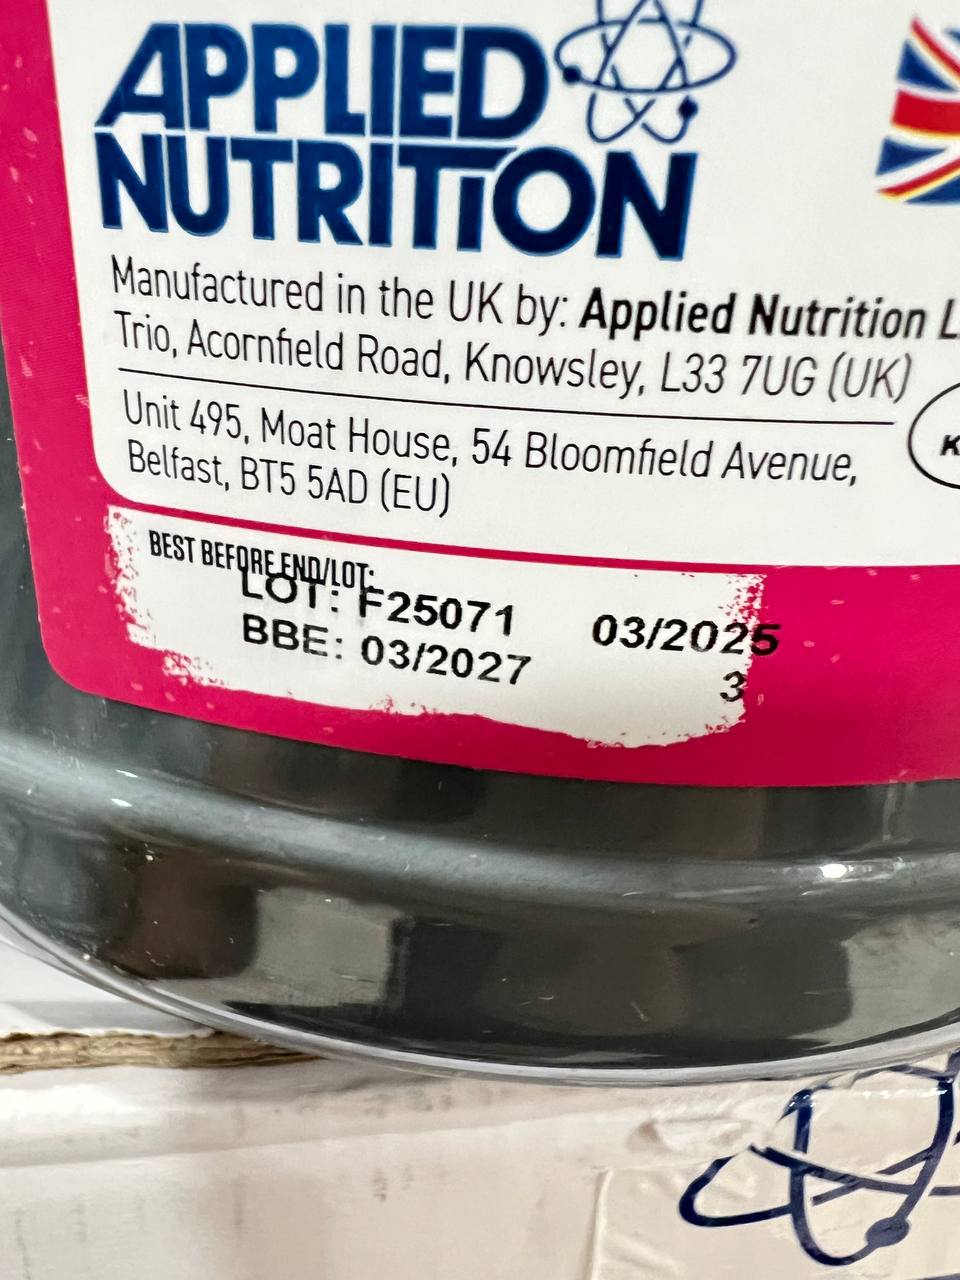 APPLIED
NUTRITION
Manufactured in the UK by: Applied Nutrition
Trio, Acornfield Road, Knowsley, L33 7UG (UK)
Unit 495, Moat House, 54 Bloomfield Avenue,
Belfast, BT5 5AD (EU)
BEST BEFORE END/LOT:
LOT: F25071 03/2025
BBE: 03/2027 3